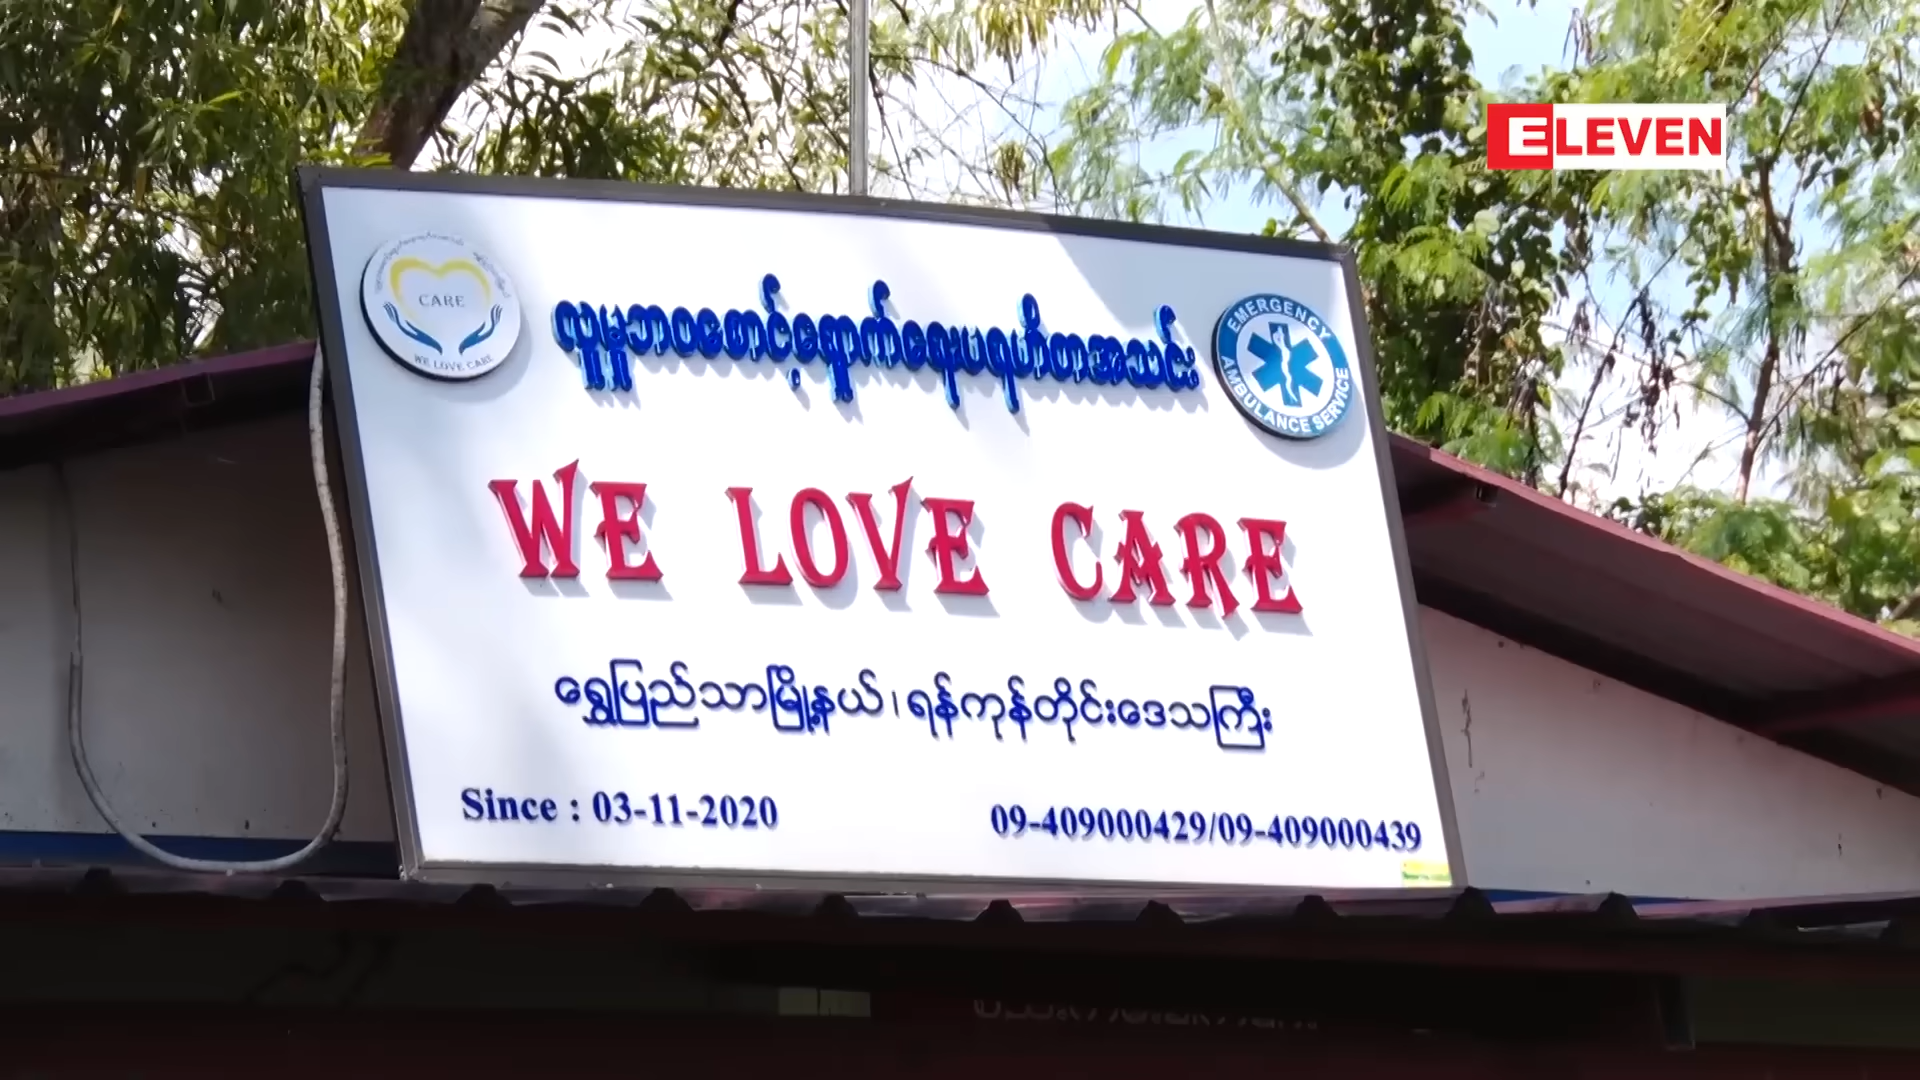 ELEVEN
CARE
WE LOVE CARE
လူမှုဘဝစောင့်ရှောက်ရေးပရဟိတအသင်း
EMERGENCY
AMBULANCE SERVICE
WE LOVE CARE
ရွှေပြည်သာမြို့နယ်၊ရန်ကုန်တိုင်းဒေသကြီး
Since : 03-11-2020
09-409000429/09-409000439